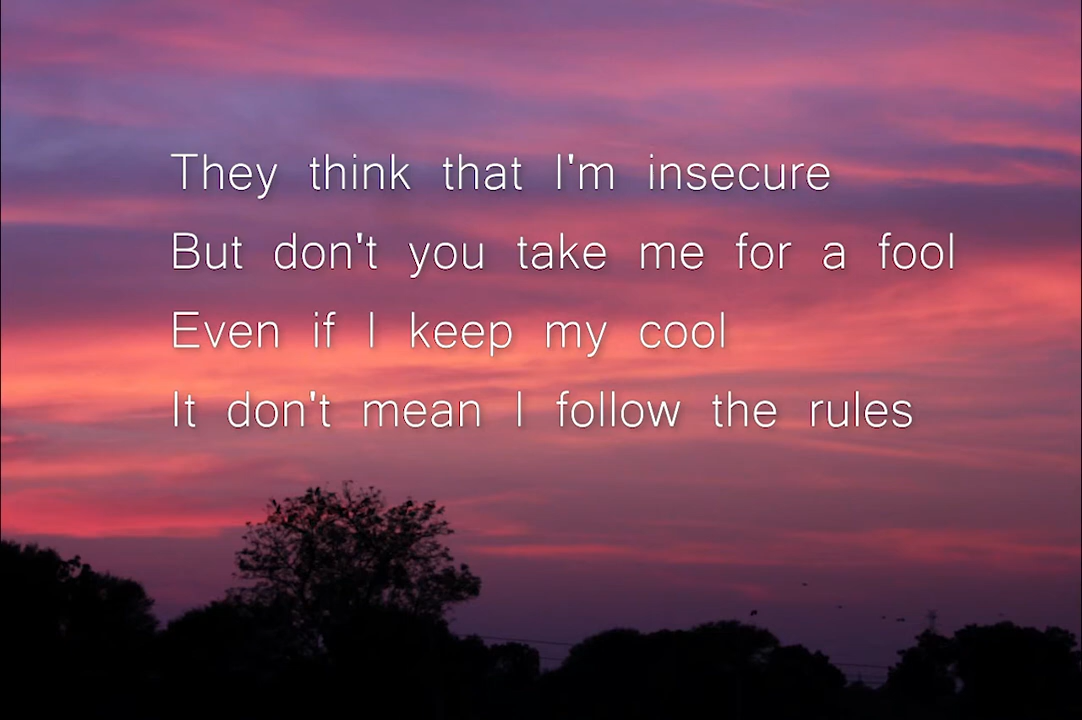 They think that I'm insecure
But don't you take me for a fool
Even if I keep my cool
It don't mean I follow the rules